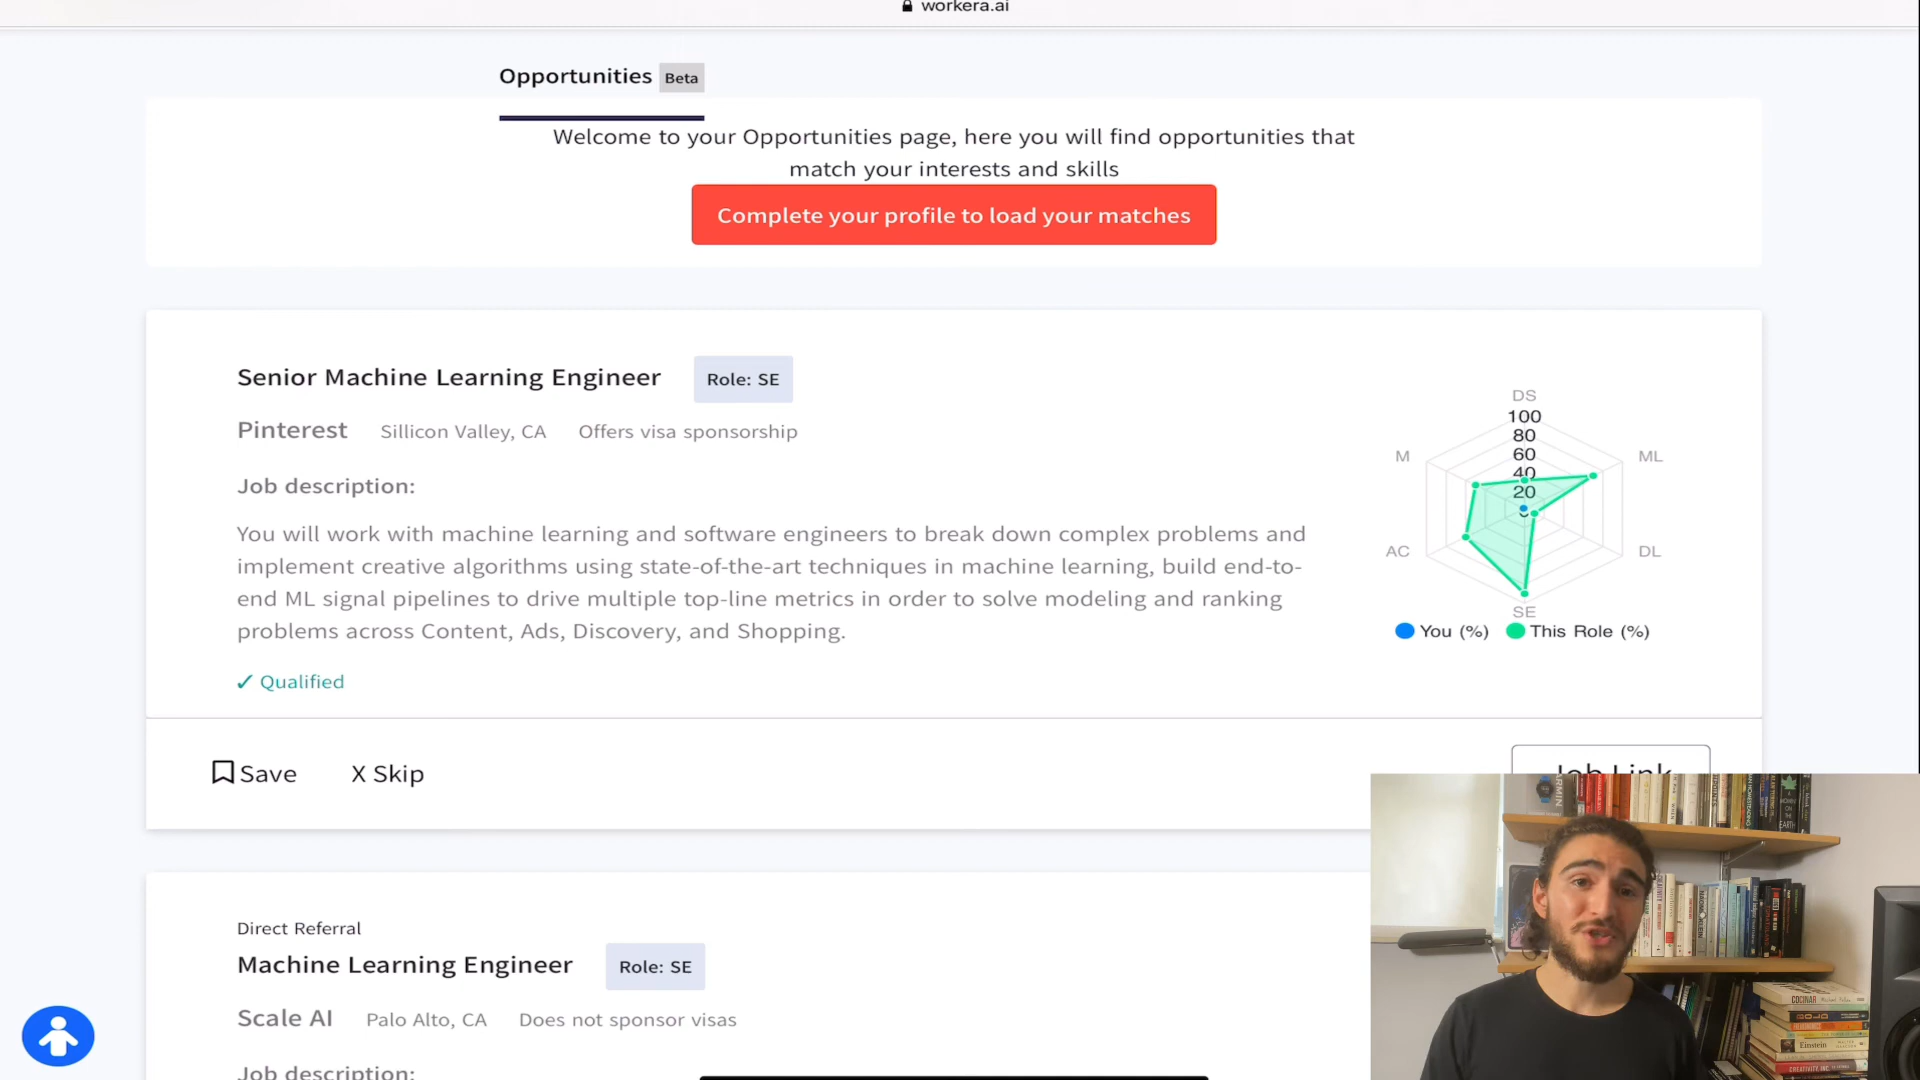 workera.ai
Opportunities Beta
Welcome to your Opportunities page, here you will find opportunities that
match your interests and skills
Complete your profile to load your matches
Senior Machine Learning Engineer Role: SE
Pinterest Sillicon Valley, CA Offers visa sponsorship
Job description:
You will work with machine learning and software engineers to break down complex problems and
implement creative algorithms using state-of-the-art techniques in machine learning, build end-to-
end ML signal pipelines to drive multiple top-line metrics in order to solve modeling and ranking
problems across Content, Ads, Discovery, and Shopping.
✓ Qualified
DS
100
80
60
40
20
0
M
ML
AC
DL
SE
You (%) This Role (%)
Save X Skip
Job Link
Direct Referral
Machine Learning Engineer Role: SE
Scale AI Palo Alto, CA Does not sponsor visas
Job description:
COCINAR
Einstein